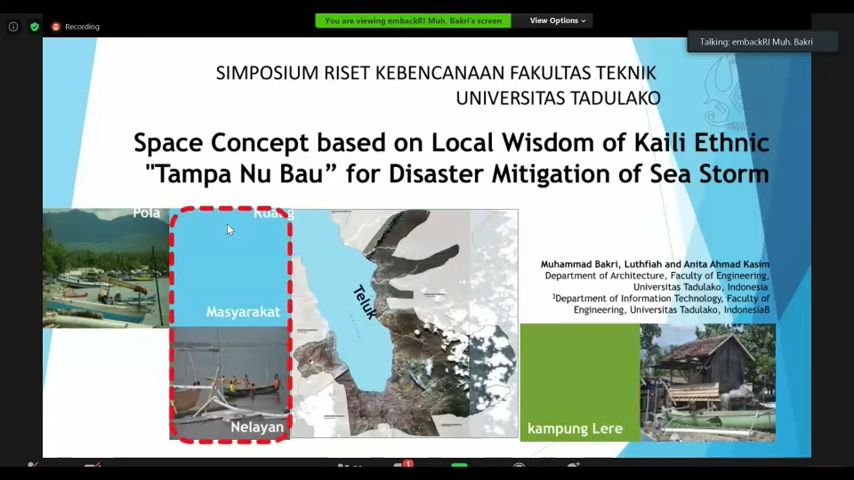 Recording
You are viewing embackRI Muh. Bakri's screen
View Options
Talking: embackRI Muh. Bakri
SIMPOSIUM RISET KEBENCANAAN FAKULTAS TEKNIK
UNIVERSITAS TADULAKO
Space Concept based on Local Wisdom of Kaili Ethnic
"Tampa Nu Bau” for Disaster Mitigation of Sea Storm
Pola
Ruang
Masyarakat
Nelayan
Teluk
Muhammad Bakri, Luthfiah and Anita Ahmad Kasim
Department of Architecture, Faculty of Engineering,
Universitas Tadulako, Indonesia
³Department of Information Technology, Faculty of
Engineering, Universitas Tadulako, IndonesiaB
kampung Lere
1